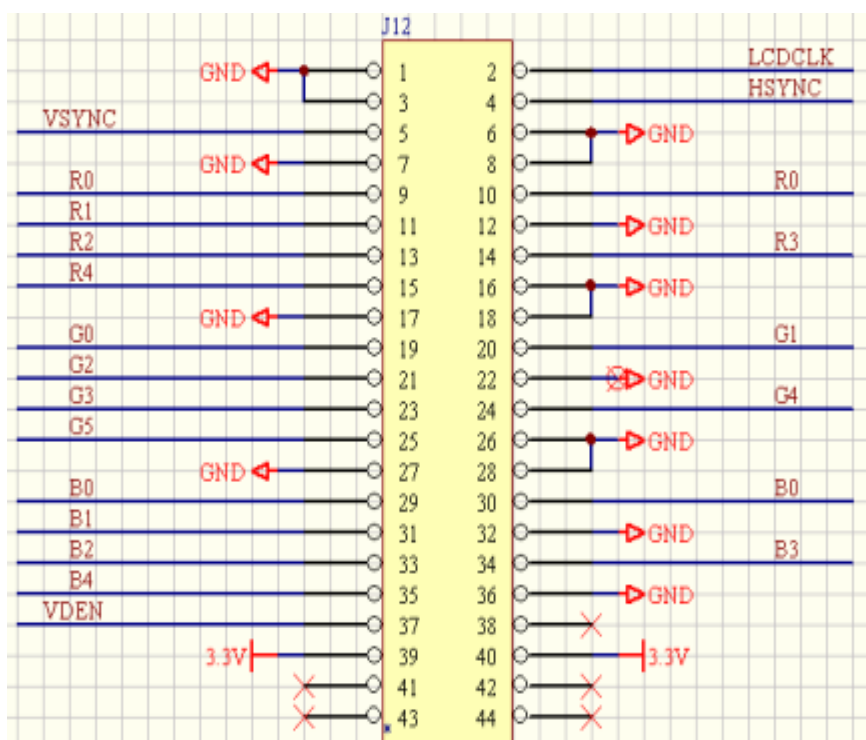 J12
GND 1 2 LCDCLK
3 4 HSYNC
VSYNC 5 6 GND
GND 7 8
R0 9 10 R0
R1 11 12 GND
R2 13 14 R3
R4 15 16 GND
GND 17 18
G0 19 20 G1
G2 21 22 GND
G3 23 24 G4
G5 25 26 GND
GND 27 28
B0 29 30 B0
B1 31 32 GND
B2 33 34 B3
B4 35 36 GND
VDEN 37 38
3.3V 39 40 3.3V
41 42
43 44